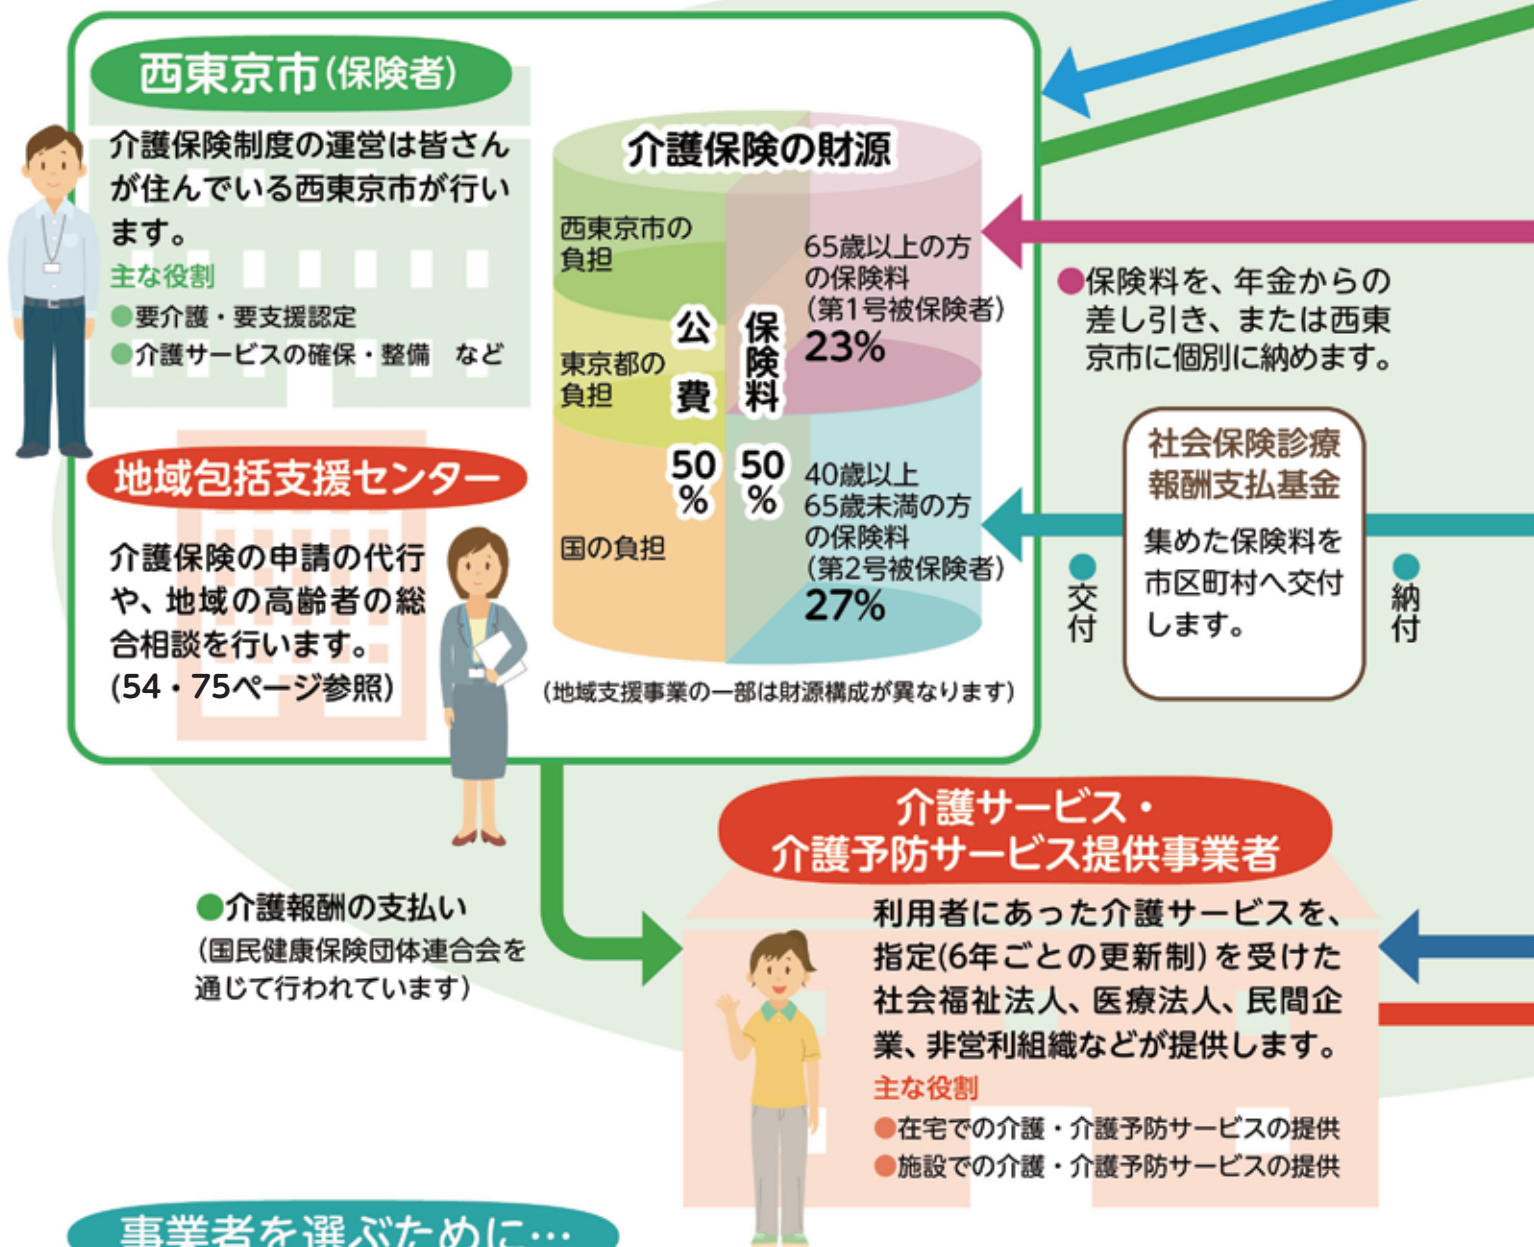 西東京市(保険者)
介護保険制度の運営は皆さん
が住んでいる西東京市が行い
ます。
主な役割
●要介護・要支援認定
●介護サービスの確保・整備　など
地域包括支援センター
介護保険の申請の代行
や、地域の高齢者の総
合相談を行います。
(54・75ページ参照)
介護保険の財源
西東京市の
負担
東京都の
負担
国の負担
公費
50
%
保険料
50
%
65歳以上の方
の保険料
(第1号被保険者)
23%
40歳以上
65歳未満の方
の保険料
(第2号被保険者)
27%
(地域支援事業の一部は財源構成が異なります)
●保険料を、年金からの
差し引き、または西東
京市に個別に納めます。
社会保険診療
報酬支払基金
集めた保険料を
市区町村へ交付
します。
●交付
●納付
●介護報酬の支払い
(国民健康保険団体連合会を
通じて行われています)
介護サービス・
介護予防サービス提供事業者
利用者にあった介護サービスを、
指定(6年ごとの更新制)を受けた
社会福祉法人、医療法人、民間企
業、非営利組織などが提供します。
主な役割
●在宅での介護・介護予防サービスの提供
●施設での介護・介護予防サービスの提供
事業者を選ぶために…